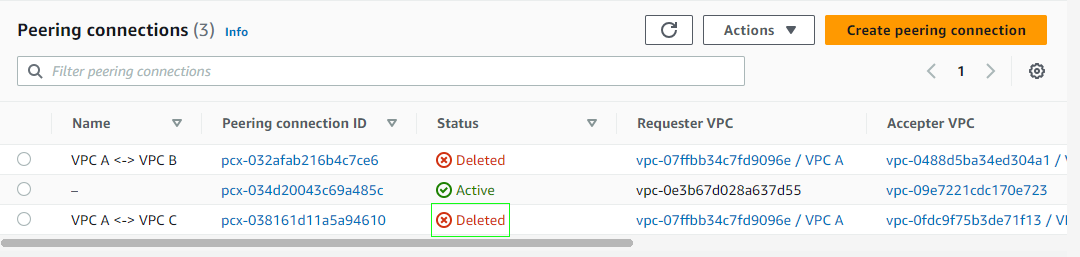 Peering connections (3) Info
Actions Create peering connection
Filter peering connections 1
Name Peering connection ID Status Requester VPC Accepter VPC
VPC A <-> VPC B pcx-032afab216b4c7ce6 Deleted vpc-07ffbb34c7fd9096e / VPC A vpc-0488d5ba34ed304a1 / V
– pcx-034d20043c69a485c Active vpc-0e3b67d028a637d55 vpc-09e7221cdc170e723
VPC A <-> VPC C pcx-038161d11a5a94610 Deleted vpc-07ffbb34c7fd9096e / VPC A vpc-0fdc9f75b3de71f13 / V